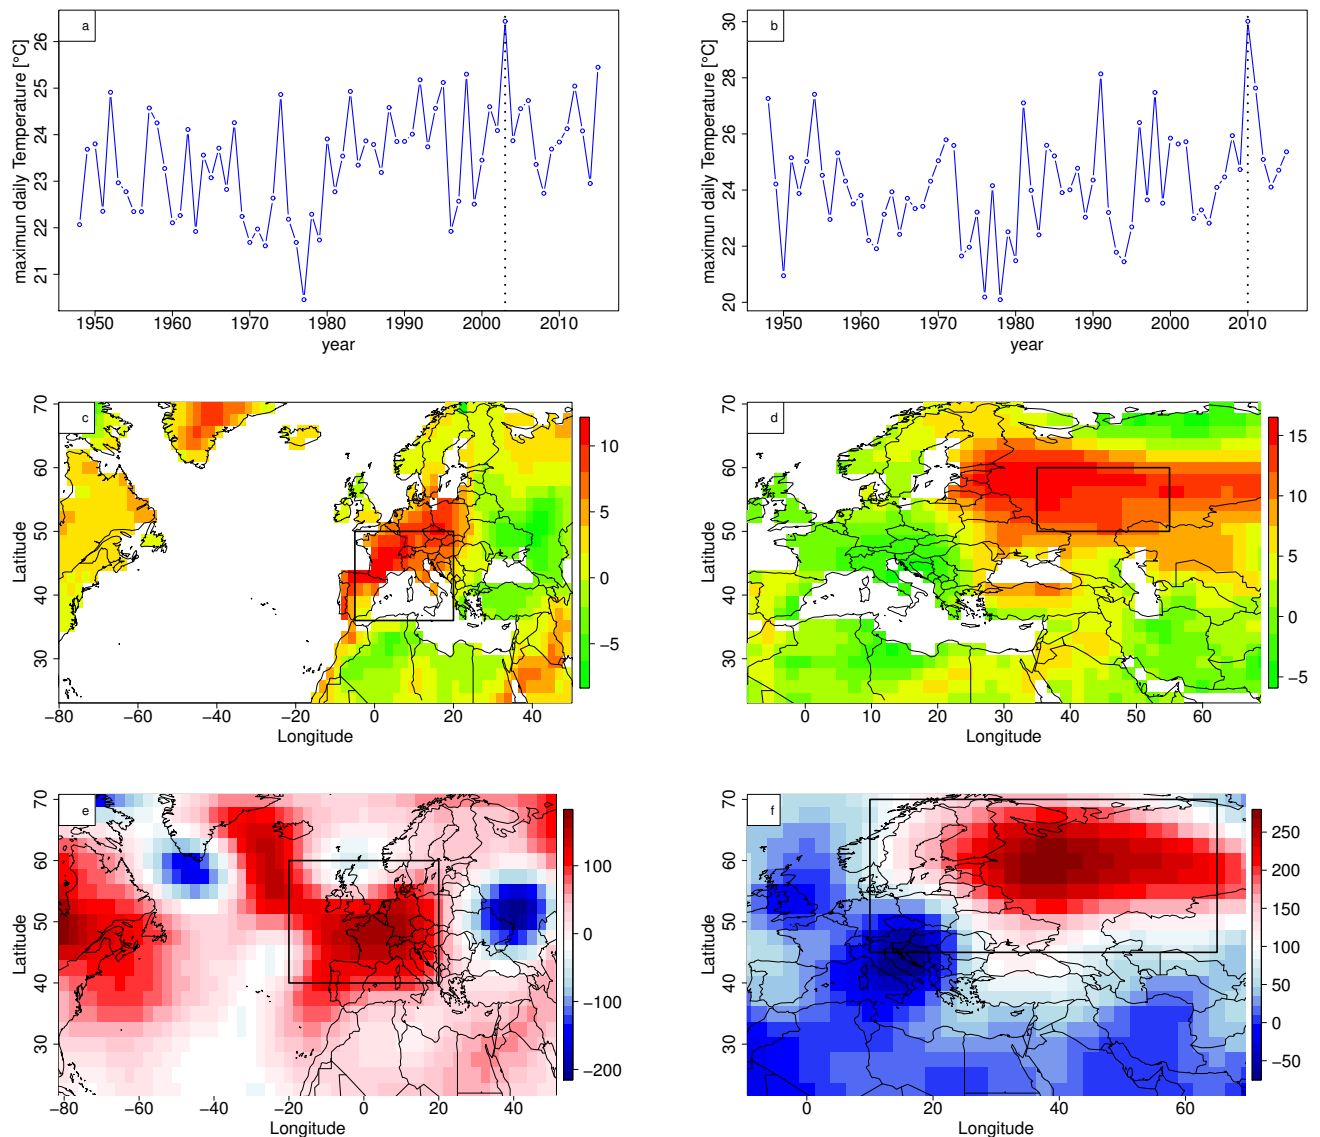 a
maximun daily Temperature [°C]
26
25
24
23
22
21
1950 1960 1970 1980 1990 2000 2010
year
b
maximun daily Temperature [°C]
30
28
26
24
22
20
1950 1960 1970 1980 1990 2000 2010
year
c
Latitude
70
60
50
40
30
−80 −60 −40 −20 0 20 40
Longitude
10
5
0
−5
d
Latitude
70
60
50
40
30
0 10 20 30 40 50 60
Longitude
15
10
5
0
−5
e
Latitude
70
60
50
40
30
−80 −60 −40 −20 0 20 40
Longitude
100
0
−100
−200
f
Latitude
70
60
50
40
30
0 20 40 60
Longitude
250
200
150
100
50
0
−50